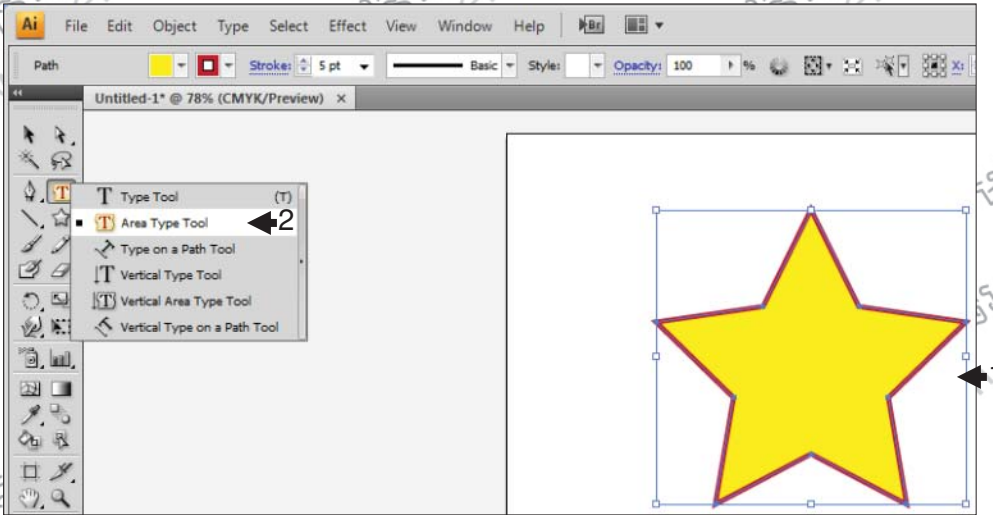 Ai File Edit Object Type Select Effect View Window Help Br
Path Stroke: 5 pt Basic Style: Opacity: 100 % X:
Untitled-1* @ 78% (CMYK/Preview) ×
T Type Tool (T)
T Area Type Tool 2
Type on a Path Tool
T Vertical Type Tool
T Vertical Area Type Tool
Vertical Type on a Path Tool